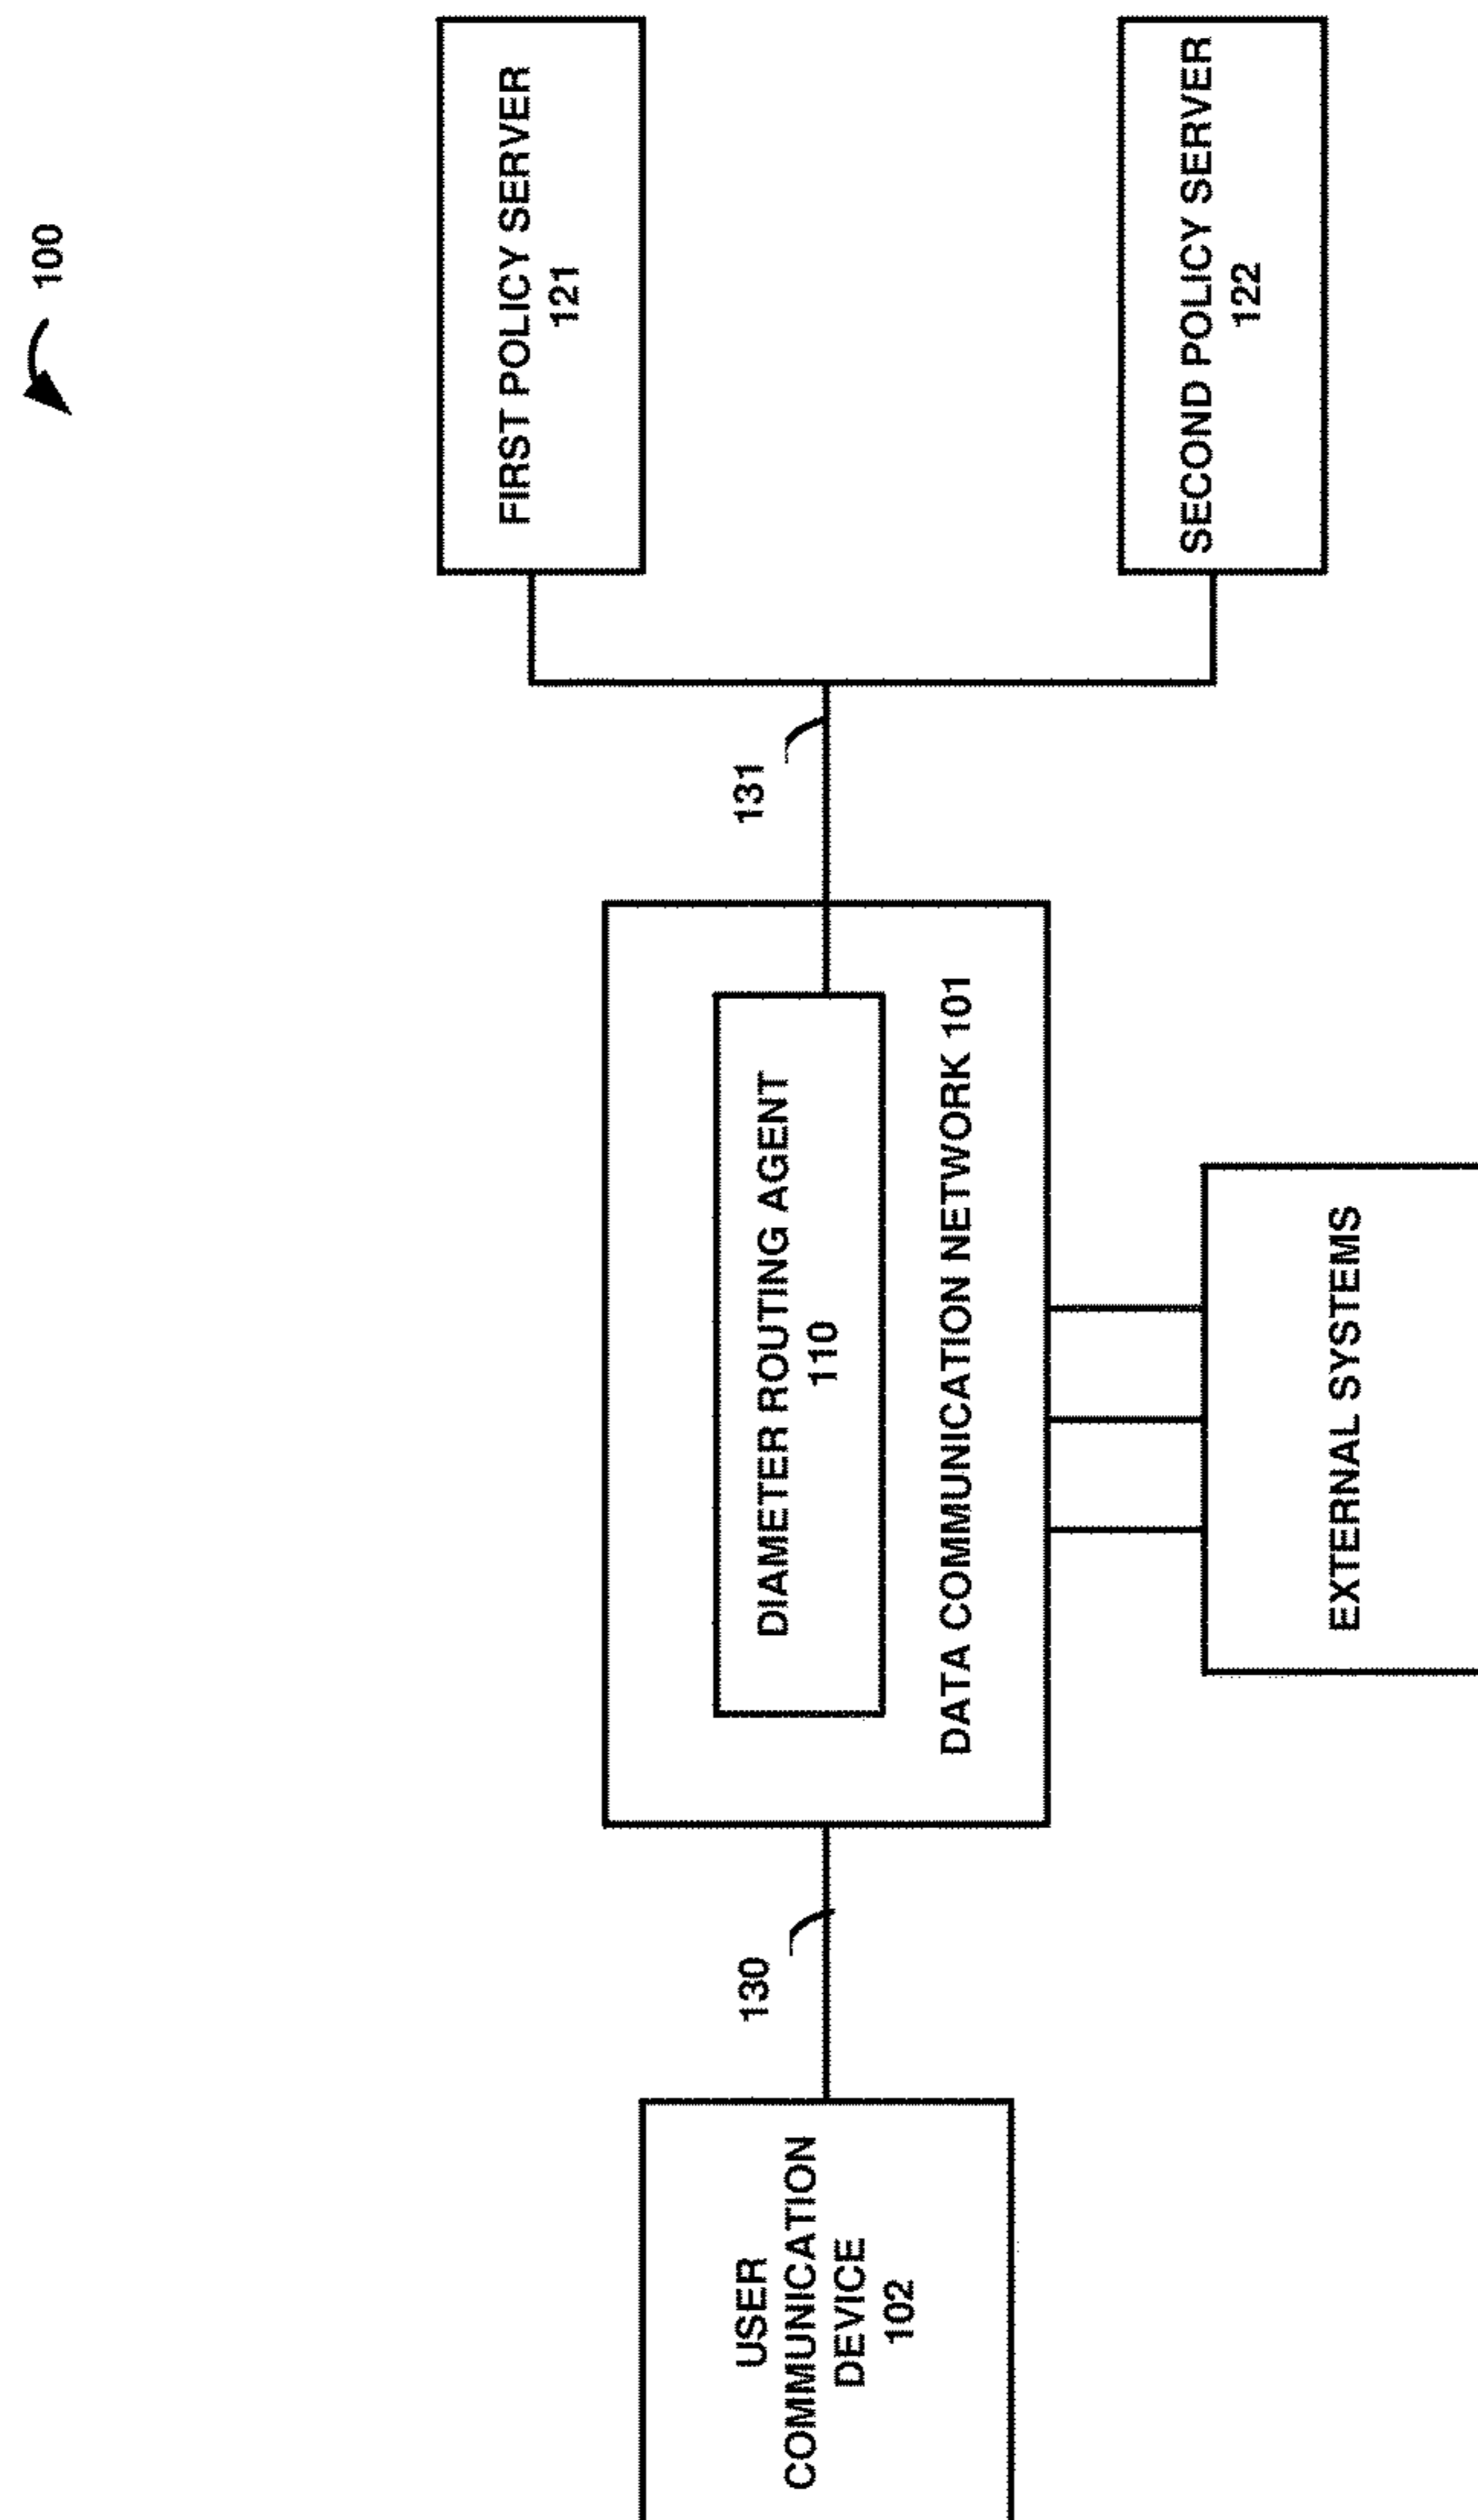 100
FIRST POLICY SERVER
121
SECOND POLICY SERVER
122
131
DIAMETER ROUTING AGENT
110
DATA COMMUNICATION NETWORK 101
EXTERNAL SYSTEMS
130
USER
COMMUNICATION
DEVICE
102